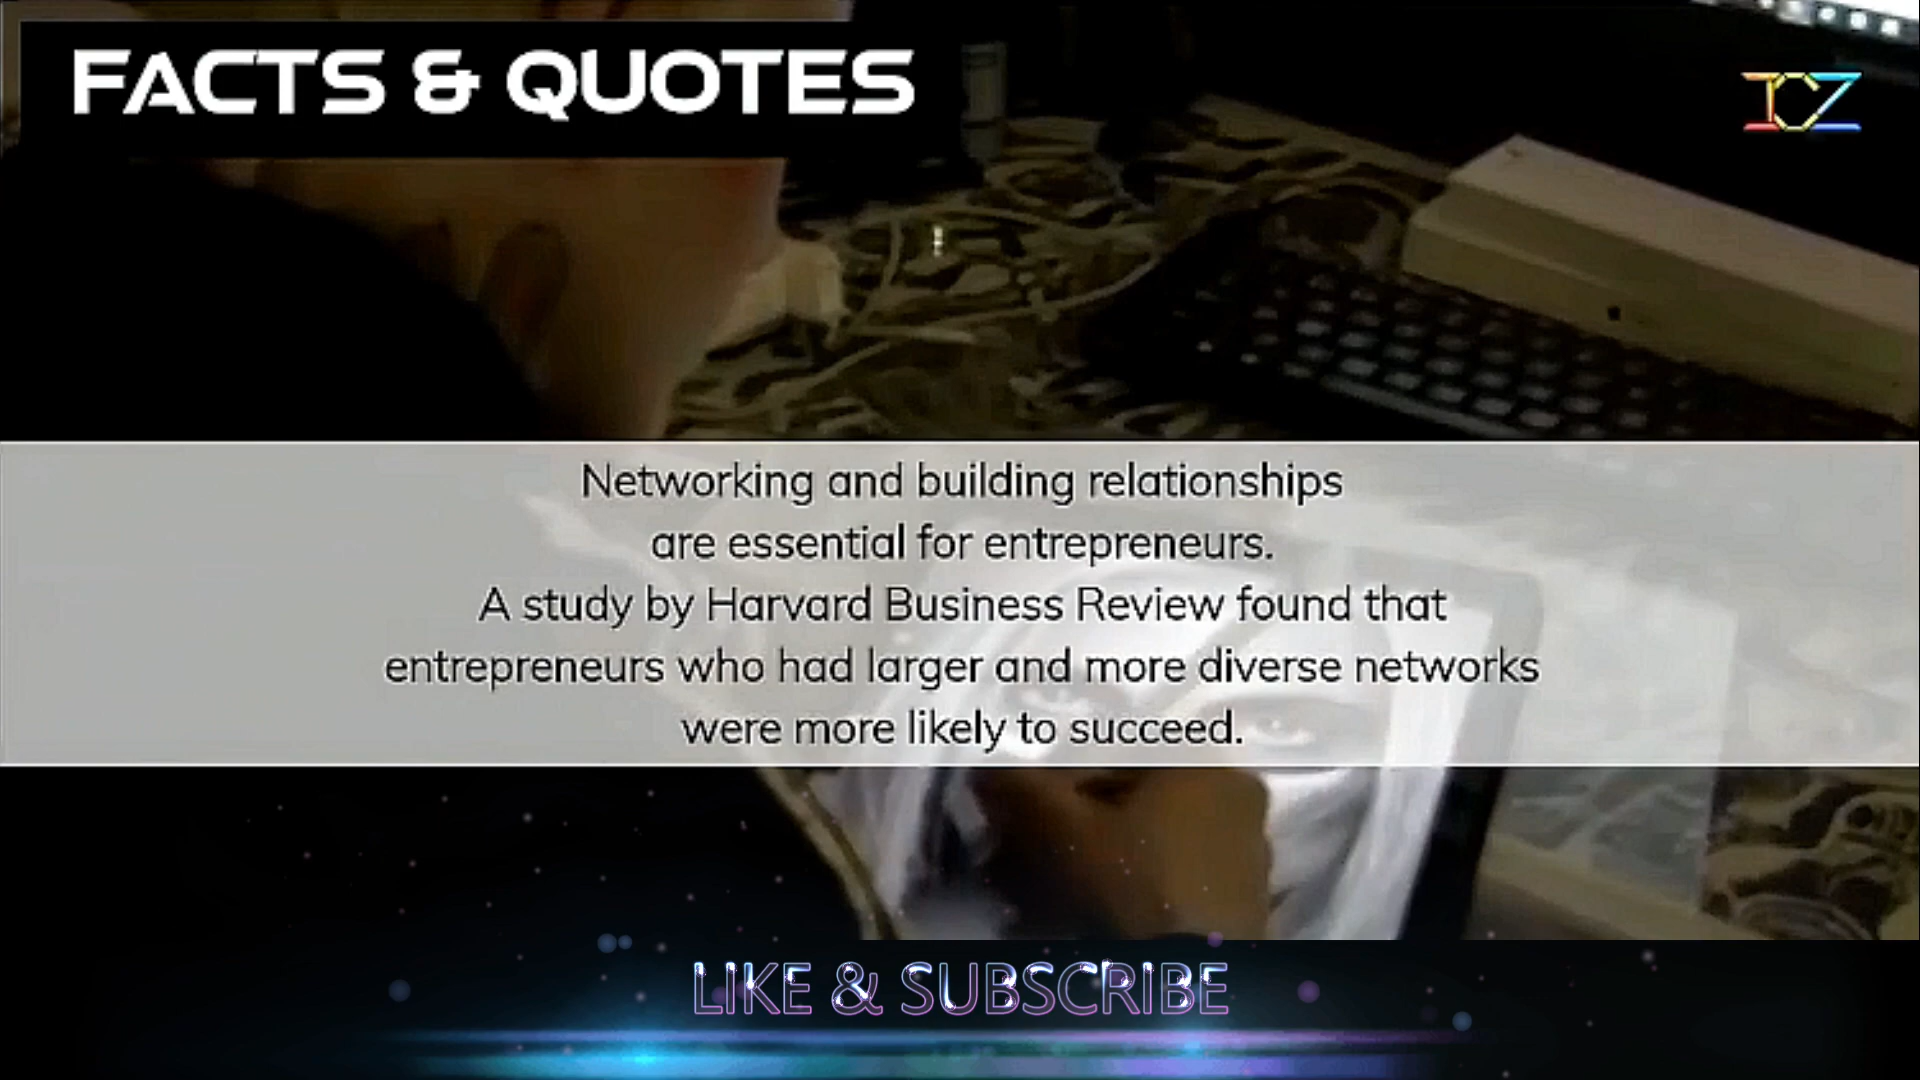 FACTS & QUOTES
ICZ
Networking and building relationships
are essential for entrepreneurs.
A study by Harvard Business Review found that
entrepreneurs who had larger and more diverse networks
were more likely to succeed.
LIKE & SUBSCRIBE